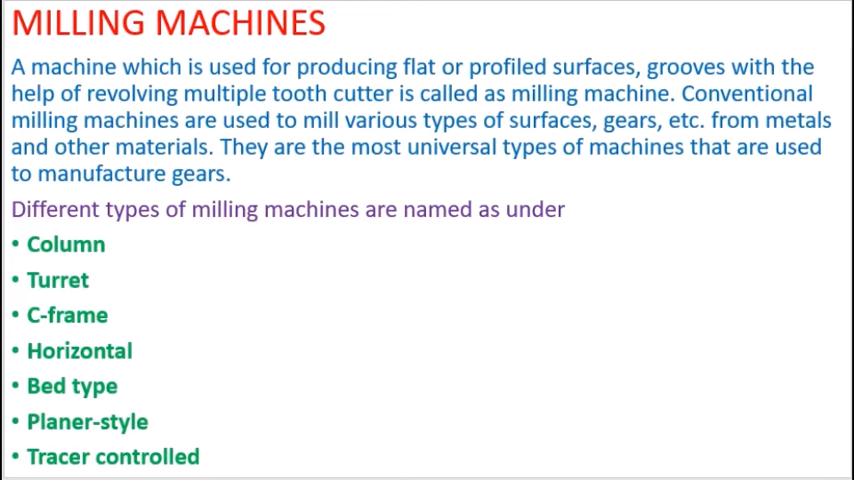 MILLING MACHINES
A machine which is used for producing flat or profiled surfaces, grooves with the
help of revolving multiple tooth cutter is called as milling machine. Conventional
milling machines are used to mill various types of surfaces, gears, etc. from metals
and other materials. They are the most universal types of machines that are used
to manufacture gears.
Different types of milling machines are named as under
• Column
• Turret
• C-frame
• Horizontal
• Bed type
• Planer-style
• Tracer controlled